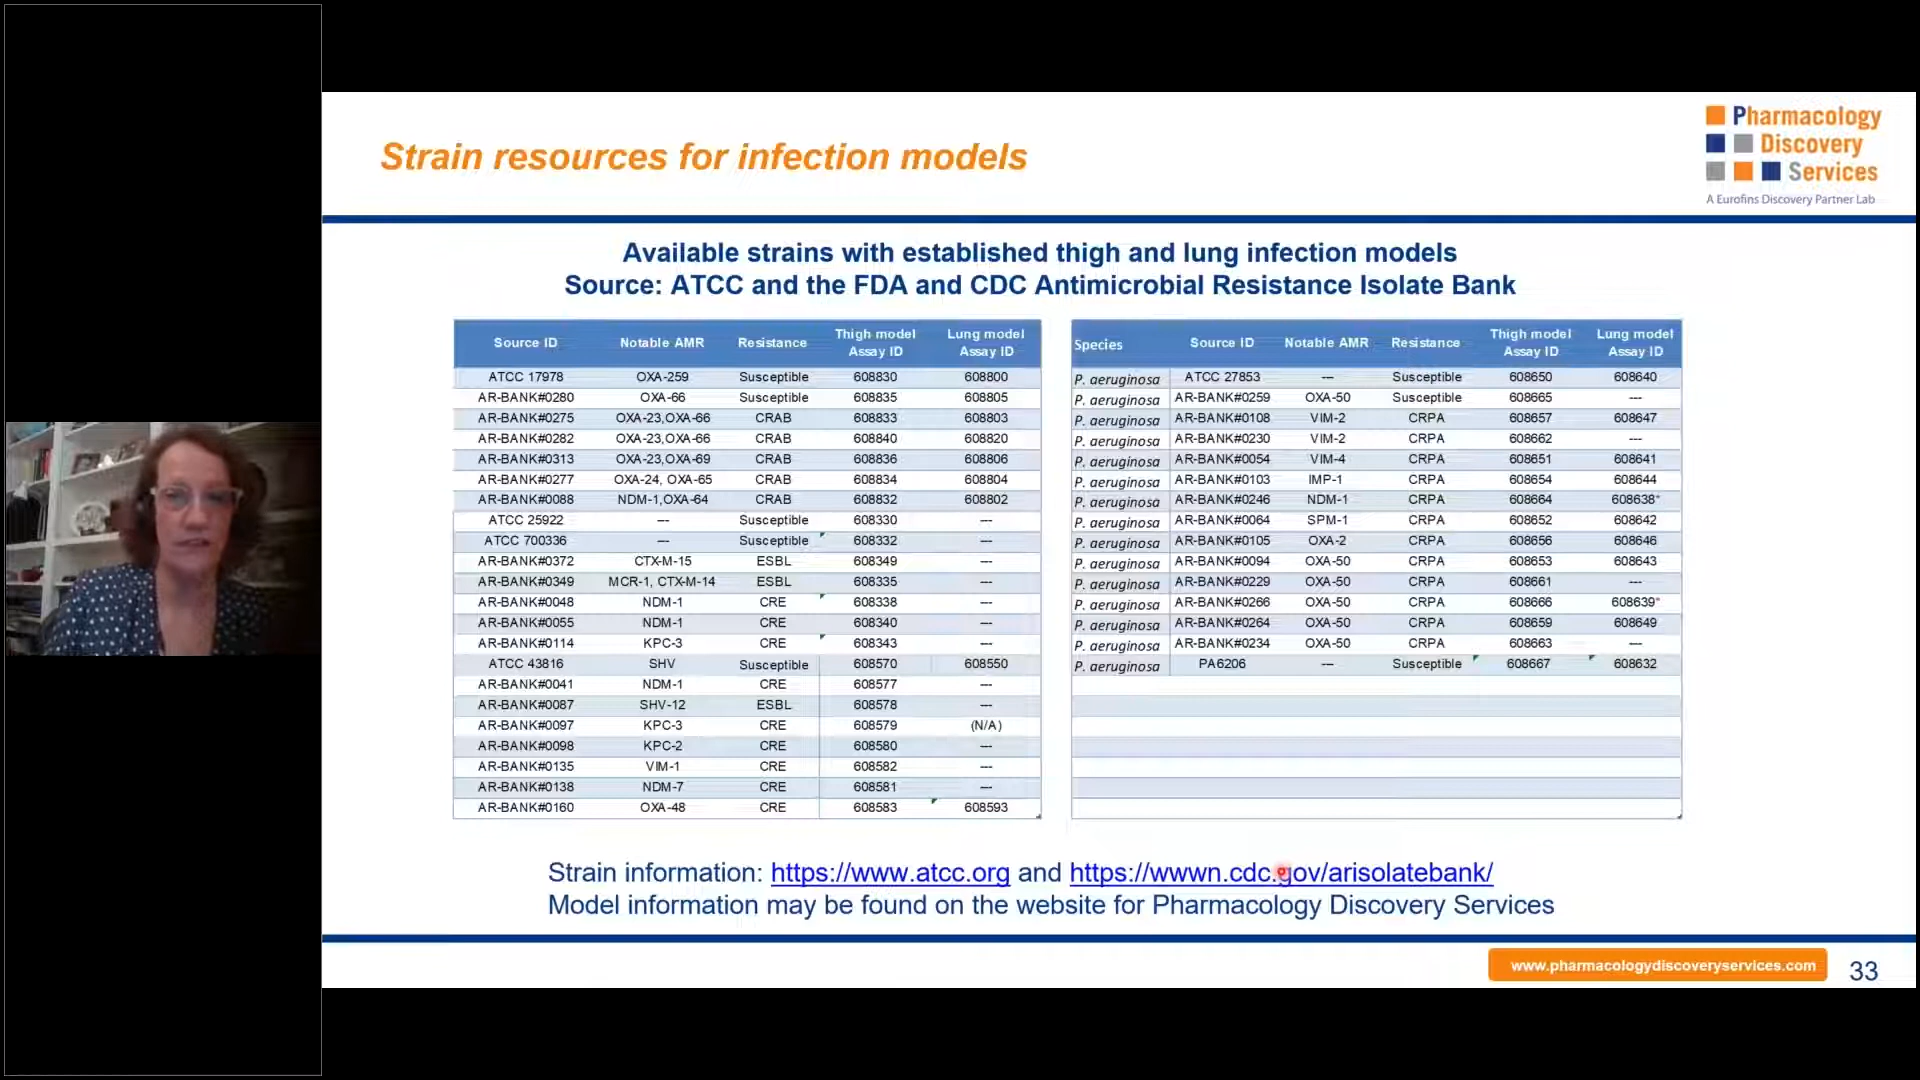 Strain resources for infection models
Pharmacology
Discovery
Services
A Eurofins Discovery Partner Lab
Available strains with established thigh and lung infection models
Source: ATCC and the FDA and CDC Antimicrobial Resistance Isolate Bank
Source ID Notable AMR Resistance Thigh model Assay ID Lung model Assay ID
ATCC 17978 OXA-259 Susceptible 608830 608800
AR-BANK#0280 OXA-66 Susceptible 608835 608805
AR-BANK#0275 OXA-23,OXA-66 CRAB 608833 608803
AR-BANK#0282 OXA-23,OXA-66 CRAB 608840 608820
AR-BANK#0313 OXA-23,OXA-69 CRAB 608836 608806
AR-BANK#0277 OXA-24, OXA-65 CRAB 608834 608804
AR-BANK#0088 NDM-1,OXA-64 CRAB 608832 608802
ATCC 25922 --- Susceptible 608330 ---
ATCC 700336 --- Susceptible 608332 ---
AR-BANK#0372 CTX-M-15 ESBL 608349 ---
AR-BANK#0349 MCR-1, CTX-M-14 ESBL 608335 ---
AR-BANK#0048 NDM-1 CRE 608338 ---
AR-BANK#0055 NDM-1 CRE 608340 ---
AR-BANK#0114 KPC-3 CRE 608343 ---
ATCC 43816 SHV Susceptible 608570 608550
AR-BANK#0041 NDM-1 CRE 608577 ---
AR-BANK#0087 SHV-12 ESBL 608578 ---
AR-BANK#0097 KPC-3 CRE 608579 (N/A)
AR-BANK#0098 KPC-2 CRE 608580 ---
AR-BANK#0135 VIM-1 CRE 608582 ---
AR-BANK#0138 NDM-7 CRE 608581 ---
AR-BANK#0160 OXA-48 CRE 608583 608593
Species Source ID Notable AMR Resistance Thigh model Assay ID Lung model Assay ID
P. aeruginosa ATCC 27853 --- Susceptible 608650 608640
P. aeruginosa AR-BANK#0259 OXA-50 Susceptible 608665 ---
P. aeruginosa AR-BANK#0108 VIM-2 CRPA 608657 608647
P. aeruginosa AR-BANK#0230 VIM-2 CRPA 608662 ---
P. aeruginosa AR-BANK#0054 VIM-4 CRPA 608651 608641
P. aeruginosa AR-BANK#0103 IMP-1 CRPA 608654 608644
P. aeruginosa AR-BANK#0246 NDM-1 CRPA 608664 608638*
P. aeruginosa AR-BANK#0064 SPM-1 CRPA 608652 608642
P. aeruginosa AR-BANK#0105 OXA-2 CRPA 608656 608646
P. aeruginosa AR-BANK#0094 OXA-50 CRPA 608653 608643
P. aeruginosa AR-BANK#0229 OXA-50 CRPA 608661 ---
P. aeruginosa AR-BANK#0266 OXA-50 CRPA 608666 608639*
P. aeruginosa AR-BANK#0264 OXA-50 CRPA 608659 608649
P. aeruginosa AR-BANK#0234 OXA-50 CRPA 608663 ---
P. aeruginosa PA6206 --- Susceptible 608667 608632
Strain information: https://www.atcc.org and https://wwwn.cdc.gov/arisolatebank/
Model information may be found on the website for Pharmacology Discovery Services
www.pharmacologydiscoveryservices.com
33